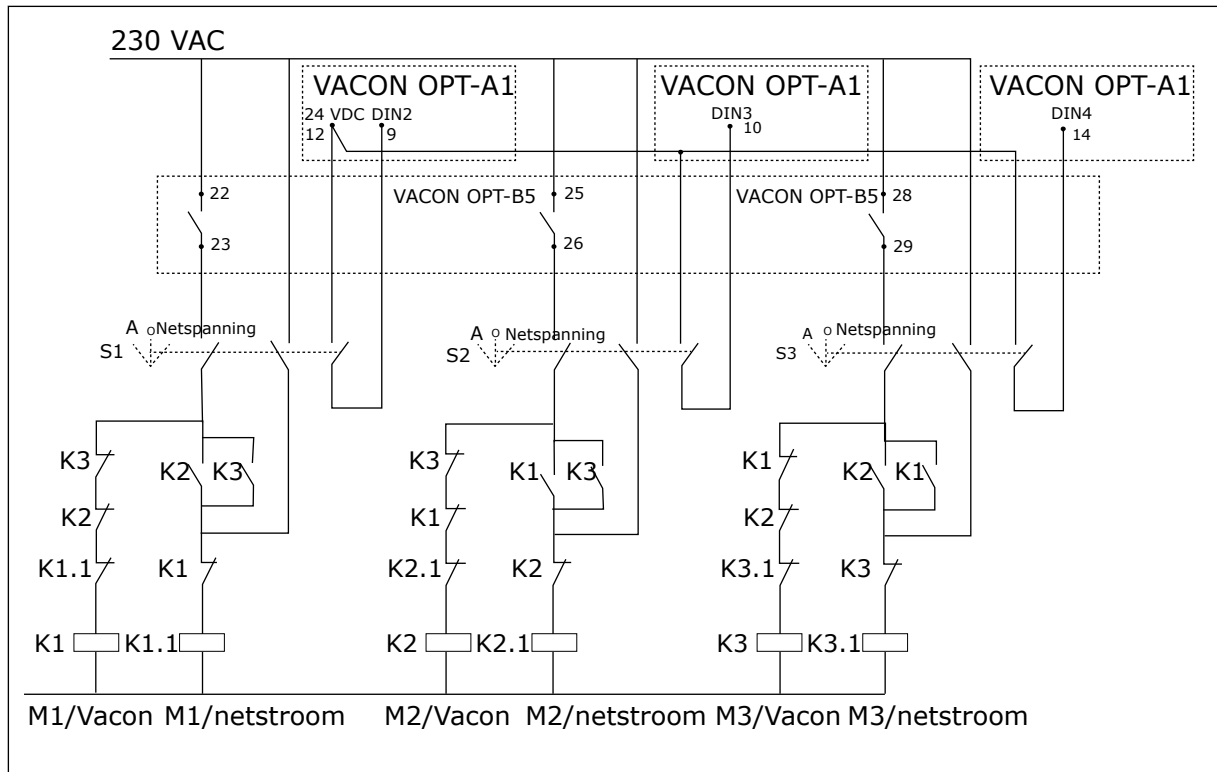 230 VAC
VACON OPT-A1
24 VDC DIN2
12 9
VACON OPT-A1
DIN3
10
VACON OPT-A1
DIN4
14
22
23
VACON OPT-B5
25
26
VACON OPT-B5
28
29
A O Netspanning
S1
A O Netspanning
S2
A O Netspanning
S3
K3 K2 K3
K2
K1.1 K1
K1 K1.1
K3 K1 K3
K1
K2.1 K2
K2 K2.1
K1 K2 K1
K2
K3.1 K3
K3 K3.1
M1/Vacon M1/netstroom M2/Vacon M2/netstroom M3/Vacon M3/netstroom